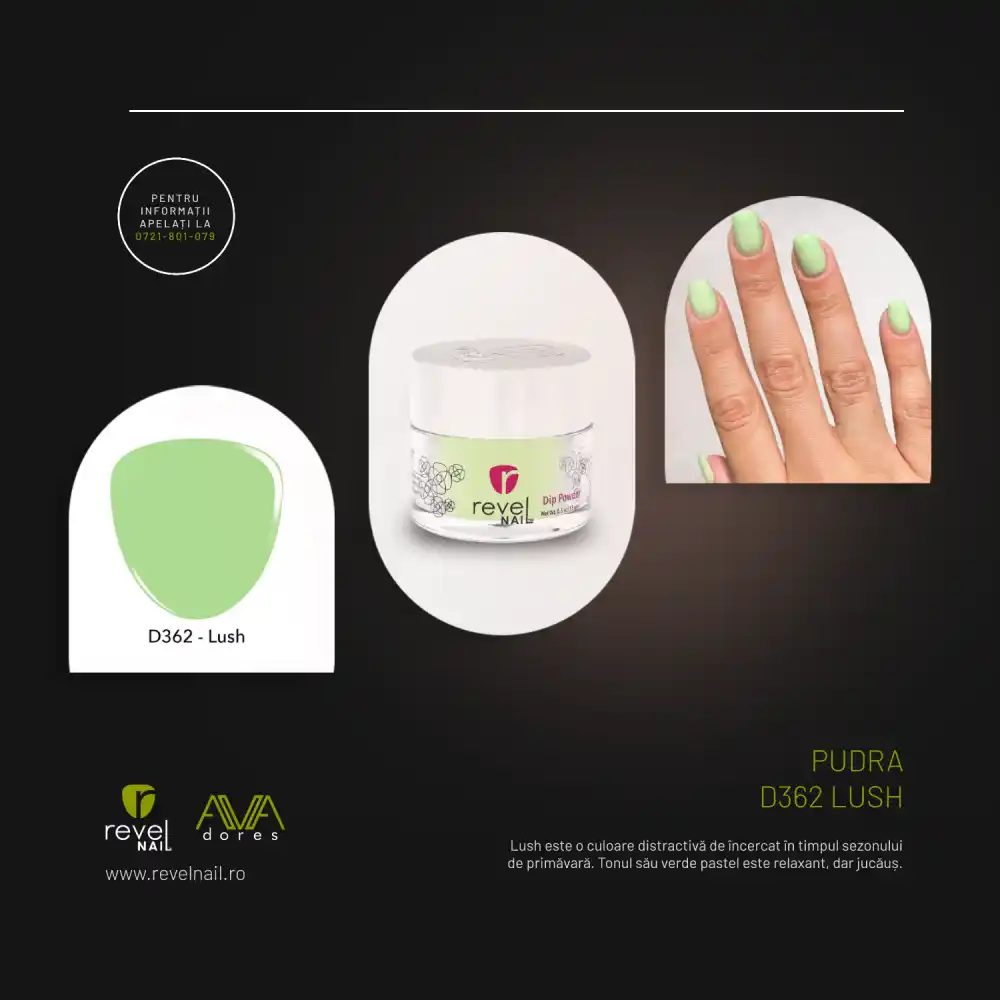 PENTRU
INFORMAȚII
APELAȚI LA
0721-801-079
revel
NAIL
Dip Powder
D362 - Lush
PUDRA
D362 LUSH
Lush este o culoare distractivă de încercat în timpul sezonului
de primăvară. Tonul său verde pastel este relaxant, dar jucăuș.
revel
NAIL
AVA
dores
www.revelnail.ro